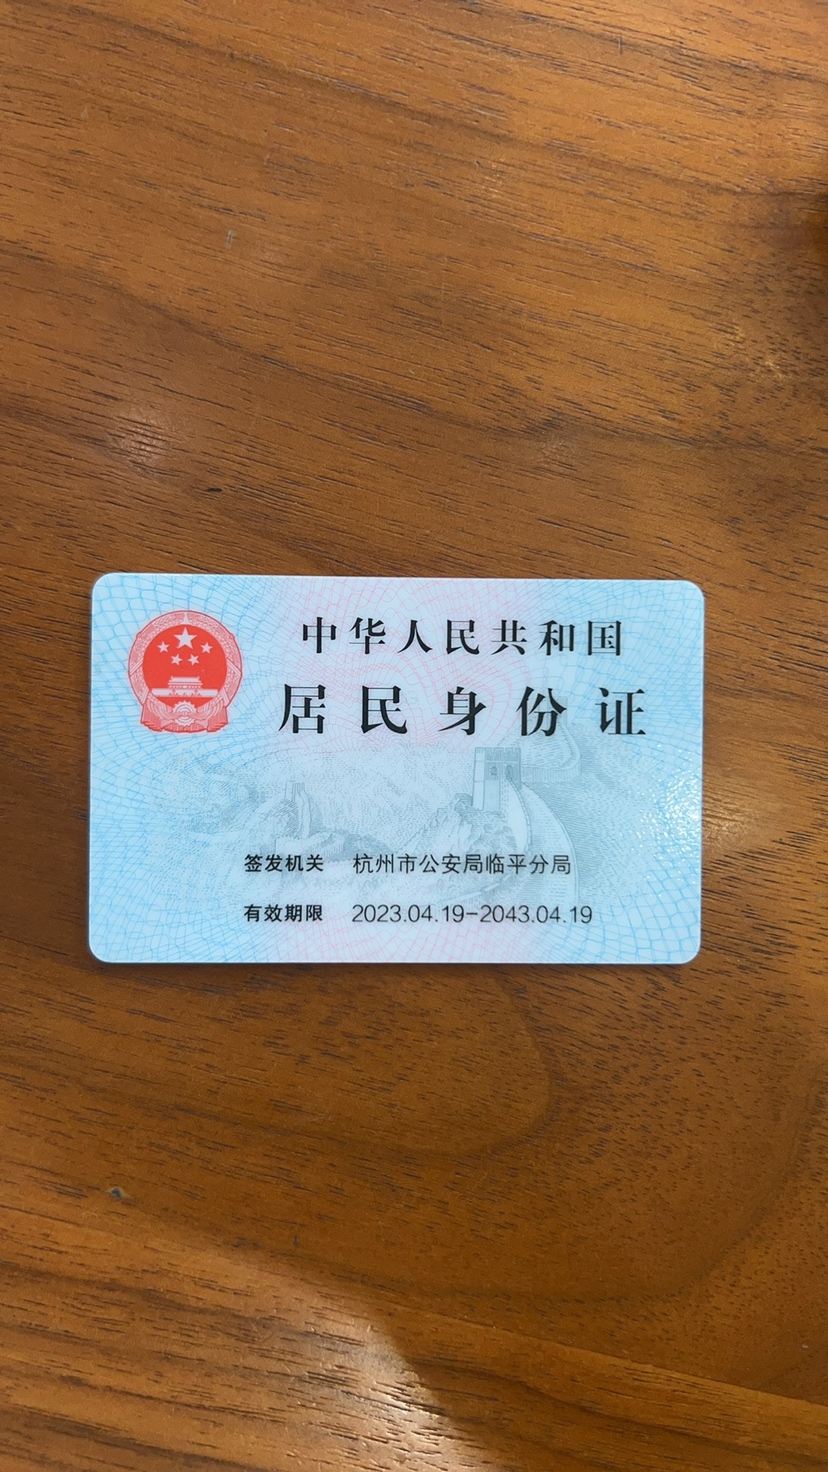 中华人民共和国
居民身份证
签发机关 杭州市公安局临平分局
有效期限 2023.04.19-2043.04.19